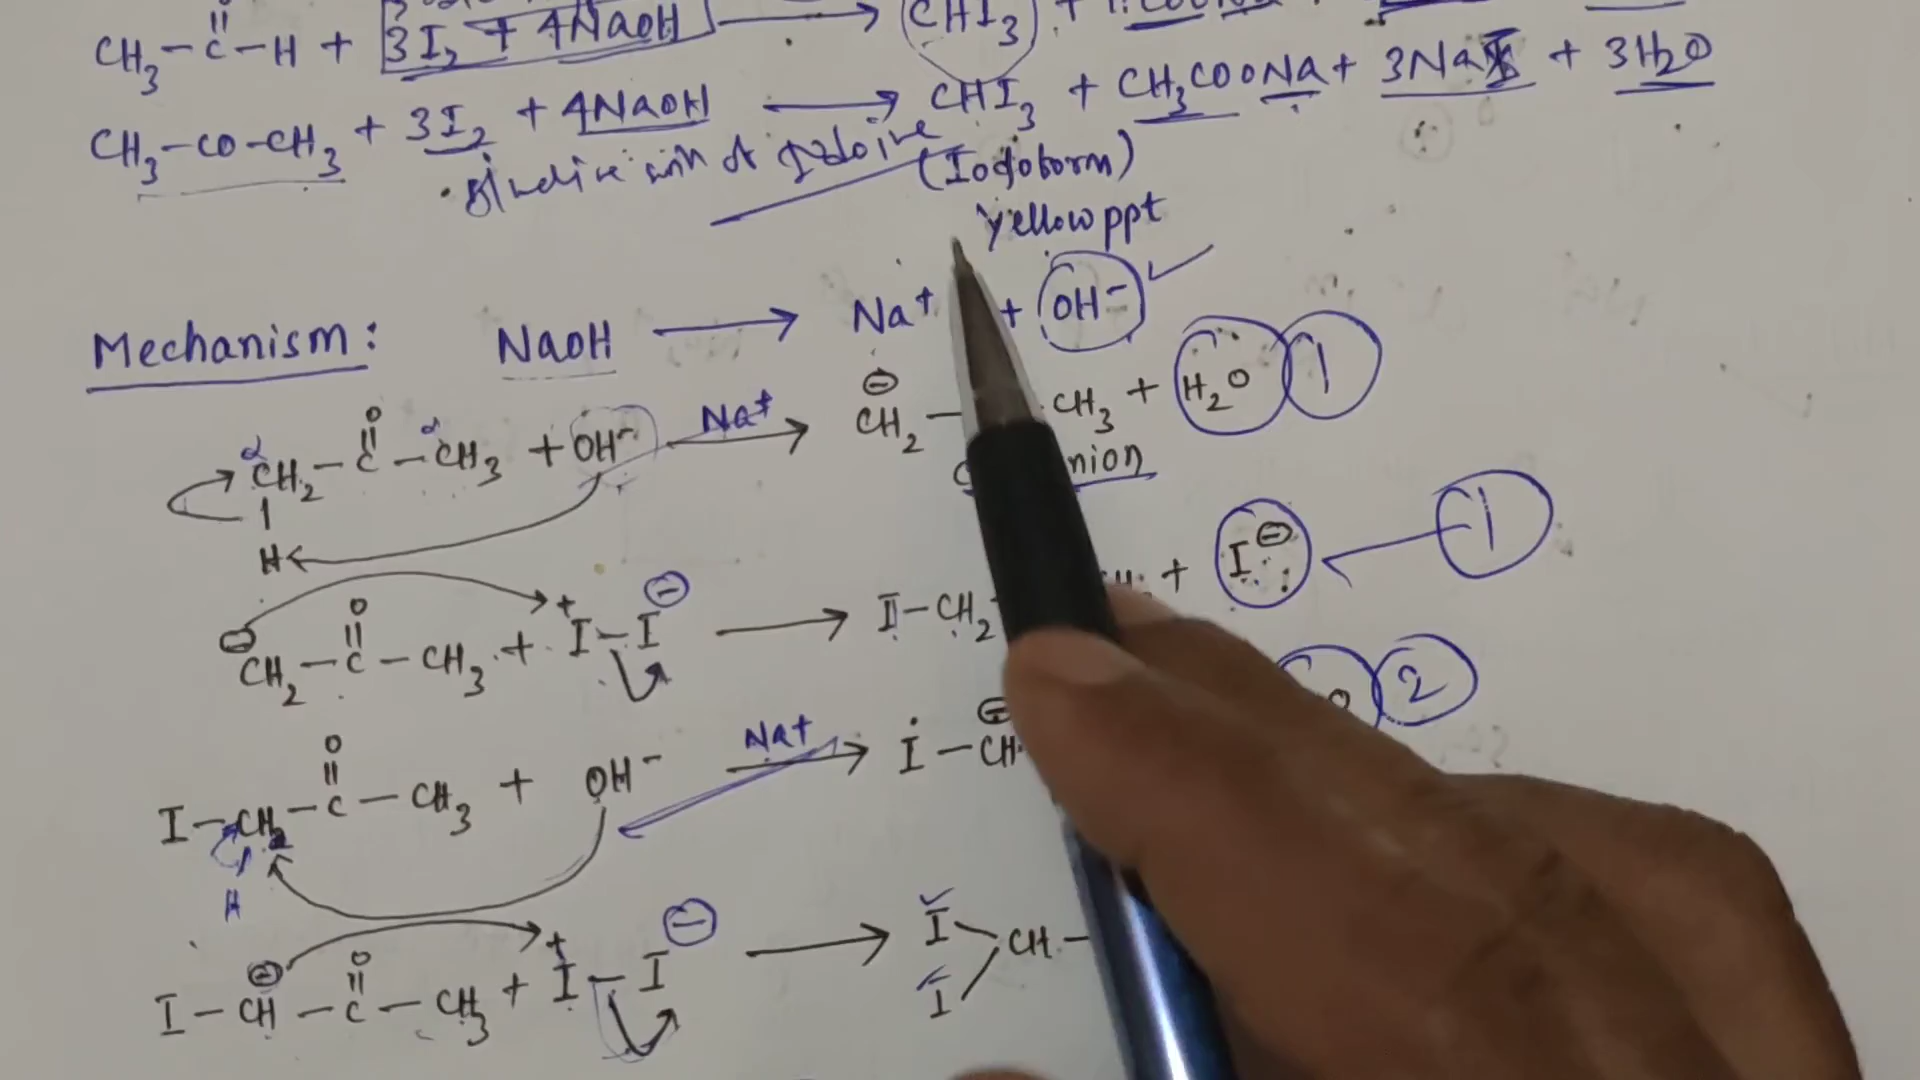 O
CH3-C-H + 3I2 + 4NaOH → CHI3 +
CH3-CO-CH3 + 3I2 + 4NaOH → CHI3 + CH3COONa + 3NaI + 3H2O
(Iodoform)
yellow ppt
Mechanism: NaOH → Na+ + OH-
O
α CH2-C-CH3 α + OH- Na+ → ⊖ CH2- CH3 + H2O 1
H
nion
⊖ CH2-C-CH3 + + I-I ⊖ → I-CH2 + I⊖ 1
O
I-CH2-C-CH3 + OH- Na+ → I-CH ⊖ 2
O
H
I-CH⊖-C-CH3 + + I-I ⊖ → I CH-
O
I